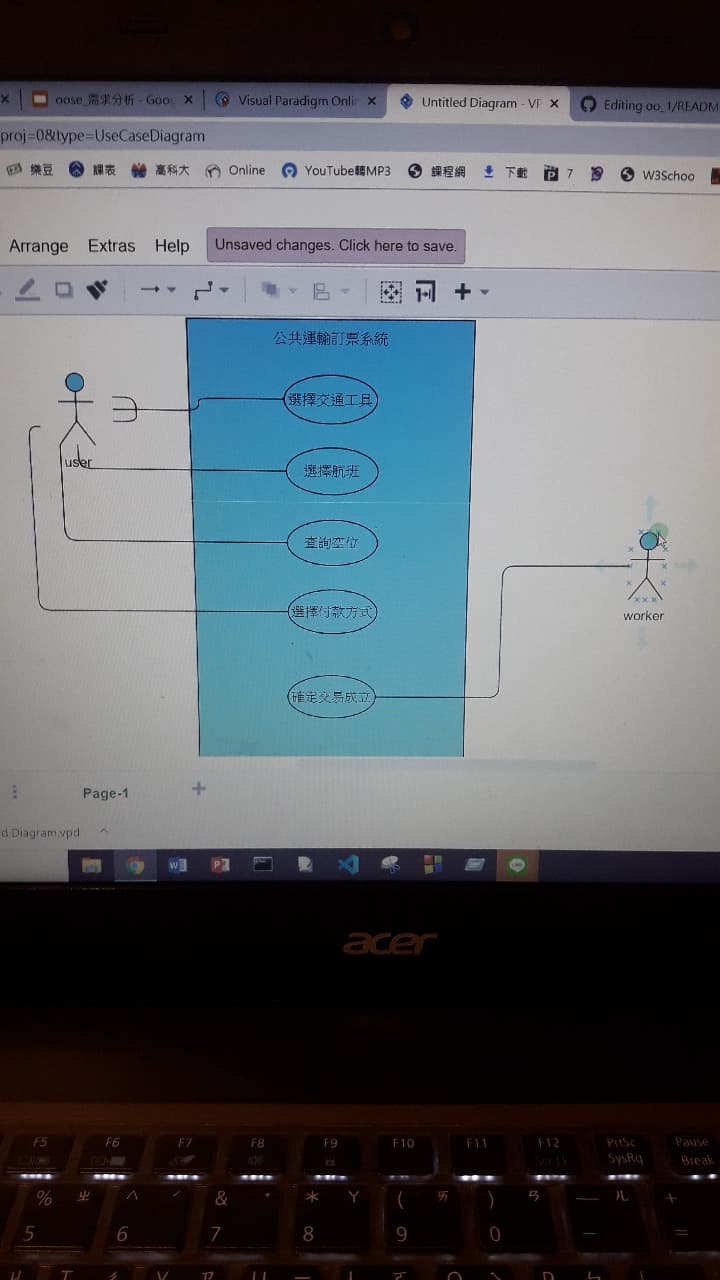 oose_需求分析 - Goo
Visual Paradigm Onli
Untitled Diagram - VP
Editing oo_1/READM
proj=0&type=UseCaseDiagram
樂豆
課表
高科大
Online
YouTube轉MP3
課程網
下載
7
W3Schoo
Arrange Extras Help
Unsaved changes. Click here to save.
公共運輸訂票系統
選擇交通工具
user
選擇航班
查詢空位
選擇付款方式
worker
確定交易成立
Page-1
d Diagram.vpd
acer
F5 F6 F7 F8 F9 F10 F11 F12 PrtSc Pause
SysRq Break
% ㄓ ^ ˊ & ˙ * ㄚ ( ㄞ ) ㄢ — ㄦ +
5 6 7 8 9 0 - =